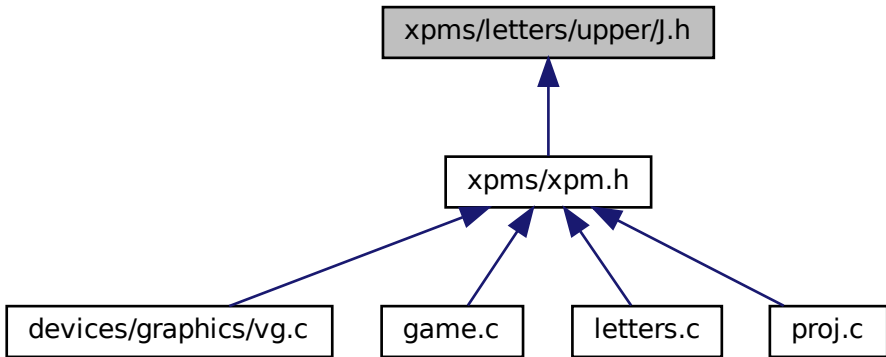 xpms/letters/upper/J.h
xpms/xpm.h
devices/graphics/vg.c
game.c
letters.c
proj.c